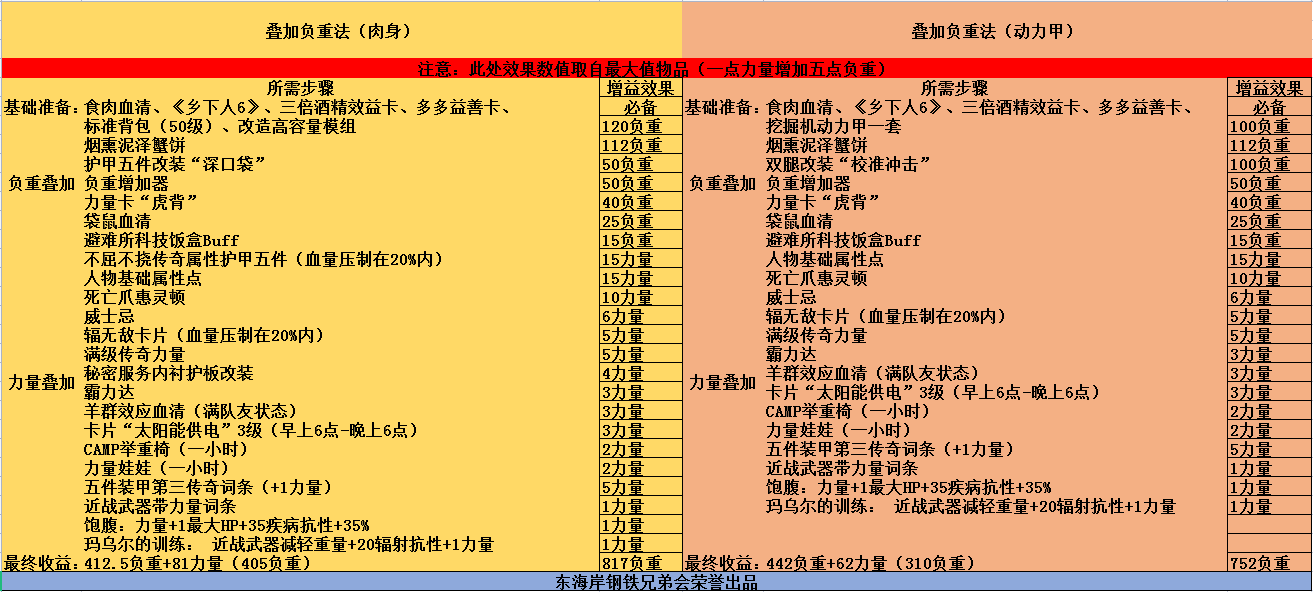 叠加负重法（肉身）
叠加负重法（动力甲）
注意：此处效果数值取自最大值物品（一点力量增加五点负重）
所需步骤 增益效果
基础准备：食肉血清、《乡下人6》、三倍酒精效益卡、多多益善卡、 必备
标准背包（50级）、改造高容量模组 120负重
烟熏泥泽蟹饼 112负重
护甲五件改装“深口袋” 50负重
负重叠加 负重增加器 50负重
力量卡“虎背” 40负重
袋鼠血清 25负重
避难所科技饭盒Buff 15负重
不屈不挠传奇属性护甲五件（血量压制在20%内） 15力量
人物基础属性点 15力量
死亡爪惠灵顿 10力量
威士忌 6力量
辐无敌卡片（血量压制在20%内） 5力量
满级传奇力量 5力量
秘密服务内衬护板改装 4力量
力量叠加 霸力达 3力量
羊群效应血清（满队友状态） 3力量
卡片“太阳能供电”3级（早上6点-晚上6点） 3力量
CAMP举重椅（一小时） 2力量
力量娃娃（一小时） 2力量
五件装甲第三传奇词条（+1力量） 5力量
近战武器带力量词条 1力量
饱腹：力量+1最大HP+35疾病抗性+35% 1力量
玛乌尔的训练： 近战武器减轻重量+20辐射抗性+1力量 1力量
最终收益：412.5负重+81力量（405负重） 817负重
所需步骤 增益效果
基础准备：食肉血清、《乡下人6》、三倍酒精效益卡、多多益善卡、 必备
挖掘机动力甲一套 100负重
烟熏泥泽蟹饼 112负重
双腿改装“校准冲击” 100负重
负重叠加 负重增加器 50负重
力量卡“虎背” 40负重
袋鼠血清 25负重
避难所科技饭盒Buff 15负重
人物基础属性点 15力量
死亡爪惠灵顿 10力量
威士忌 6力量
辐无敌卡片（血量压制在20%内） 5力量
满级传奇力量 5力量
霸力达 3力量
力量叠加 羊群效应血清（满队友状态） 3力量
卡片“太阳能供电”3级（早上6点-晚上6点） 3力量
CAMP举重椅（一小时） 2力量
力量娃娃（一小时） 2力量
五件装甲第三传奇词条（+1力量） 5力量
近战武器带力量词条 1力量
饱腹：力量+1最大HP+35疾病抗性+35% 1力量
玛乌尔的训练： 近战武器减轻重量+20辐射抗性+1力量 1力量
最终收益：442负重+62力量（310负重） 752负重
东海岸钢铁兄弟会荣誉出品